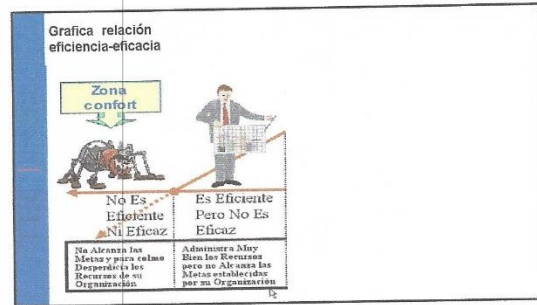 Grafica relación
eficiencia-eficacia
Zona
confort
No Es
Eficiente
Ni Eficaz
Es Eficiente
Pero No Es
Eficaz
No Alcanza las
Metas y para colmo
Desperdicia los
Recursos de su
Organización
Administra Muy
Bien los Recursos
pero no Alcanza las
Metas establecidas
por su Organización